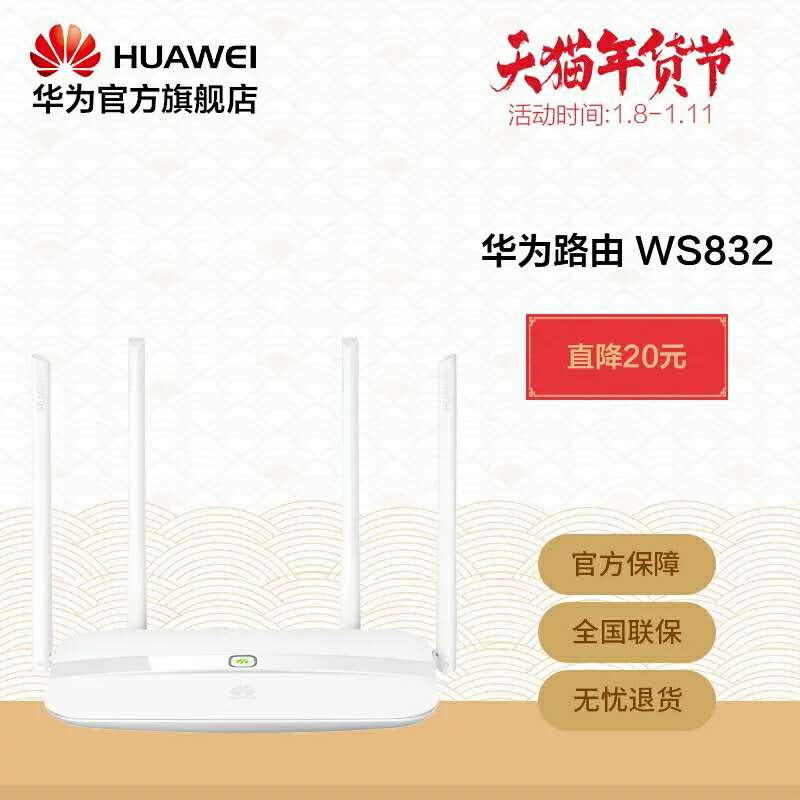 HUAWEI
华为官方旗舰店
天猫年货节
活动时间:1.8-1.11
华为路由 WS832
直降20元
官方保障
全国联保
无忧退货